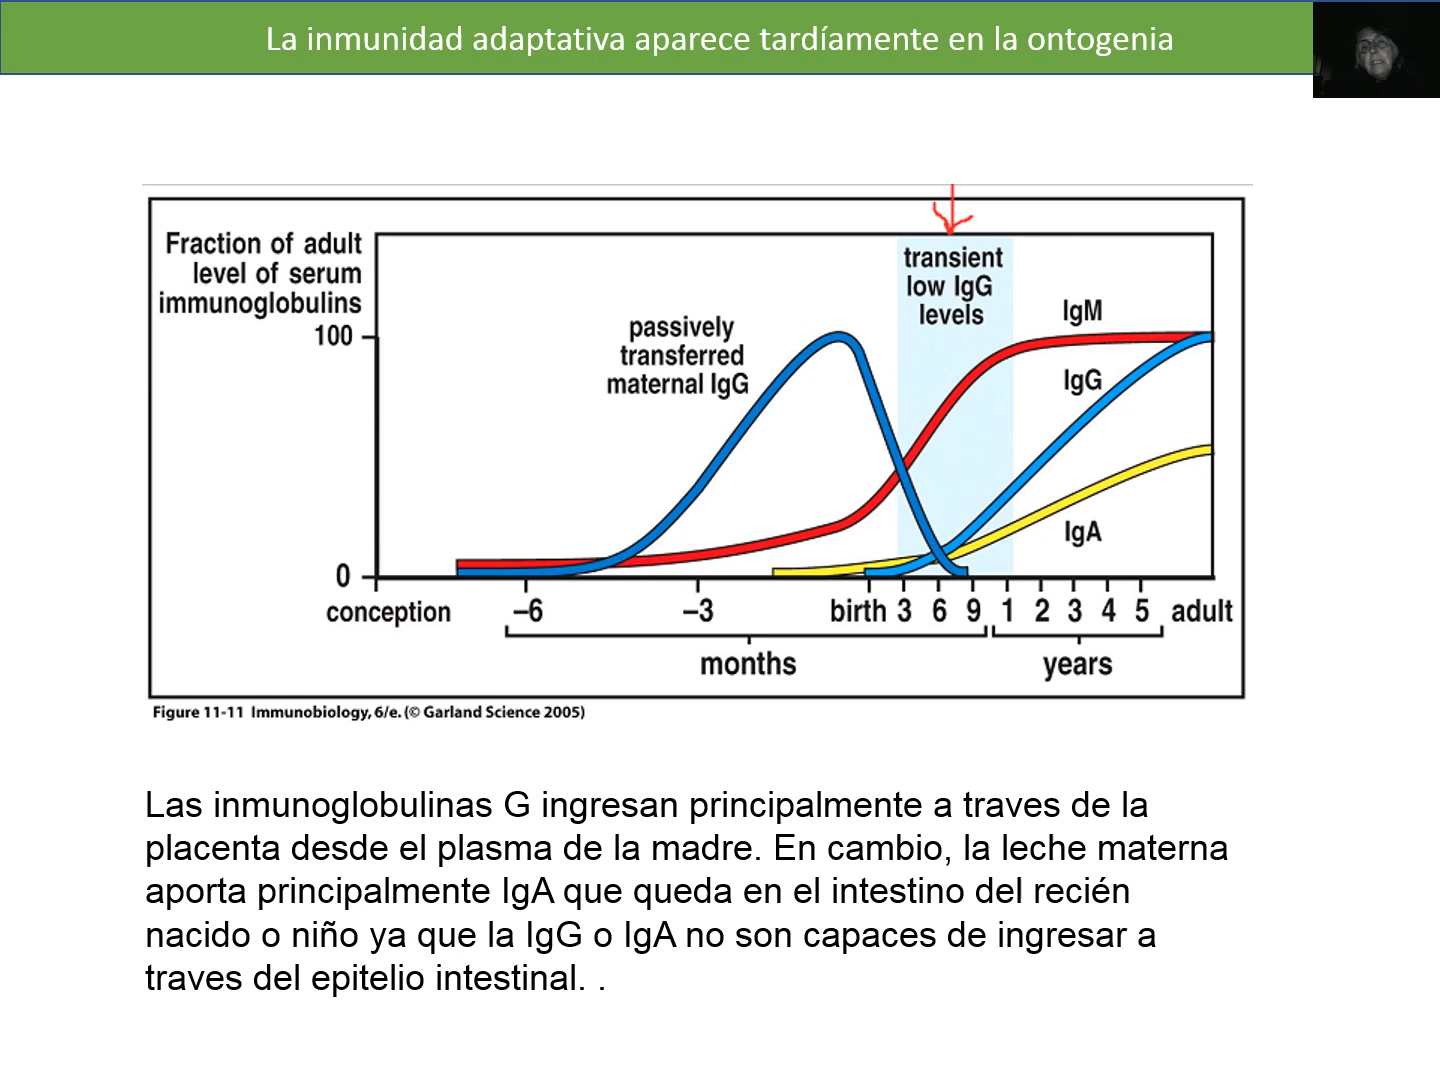 La inmunidad adaptativa aparece tardíamente en la ontogenia
Fraction of adult
level of serum
immunoglobulins
100
0
passively
transferred
maternal IgG
transient
low IgG
levels
IgM
IgG
IgA
conception –6 –3 birth 3 6 9 1 2 3 4 5 adult
months years
Figure 11-11 Immunobiology, 6/e. (© Garland Science 2005)
Las inmunoglobulinas G ingresan principalmente a traves de la
placenta desde el plasma de la madre. En cambio, la leche materna
aporta principalmente IgA que queda en el intestino del recién
nacido o niño ya que la IgG o IgA no son capaces de ingresar a
traves del epitelio intestinal. .